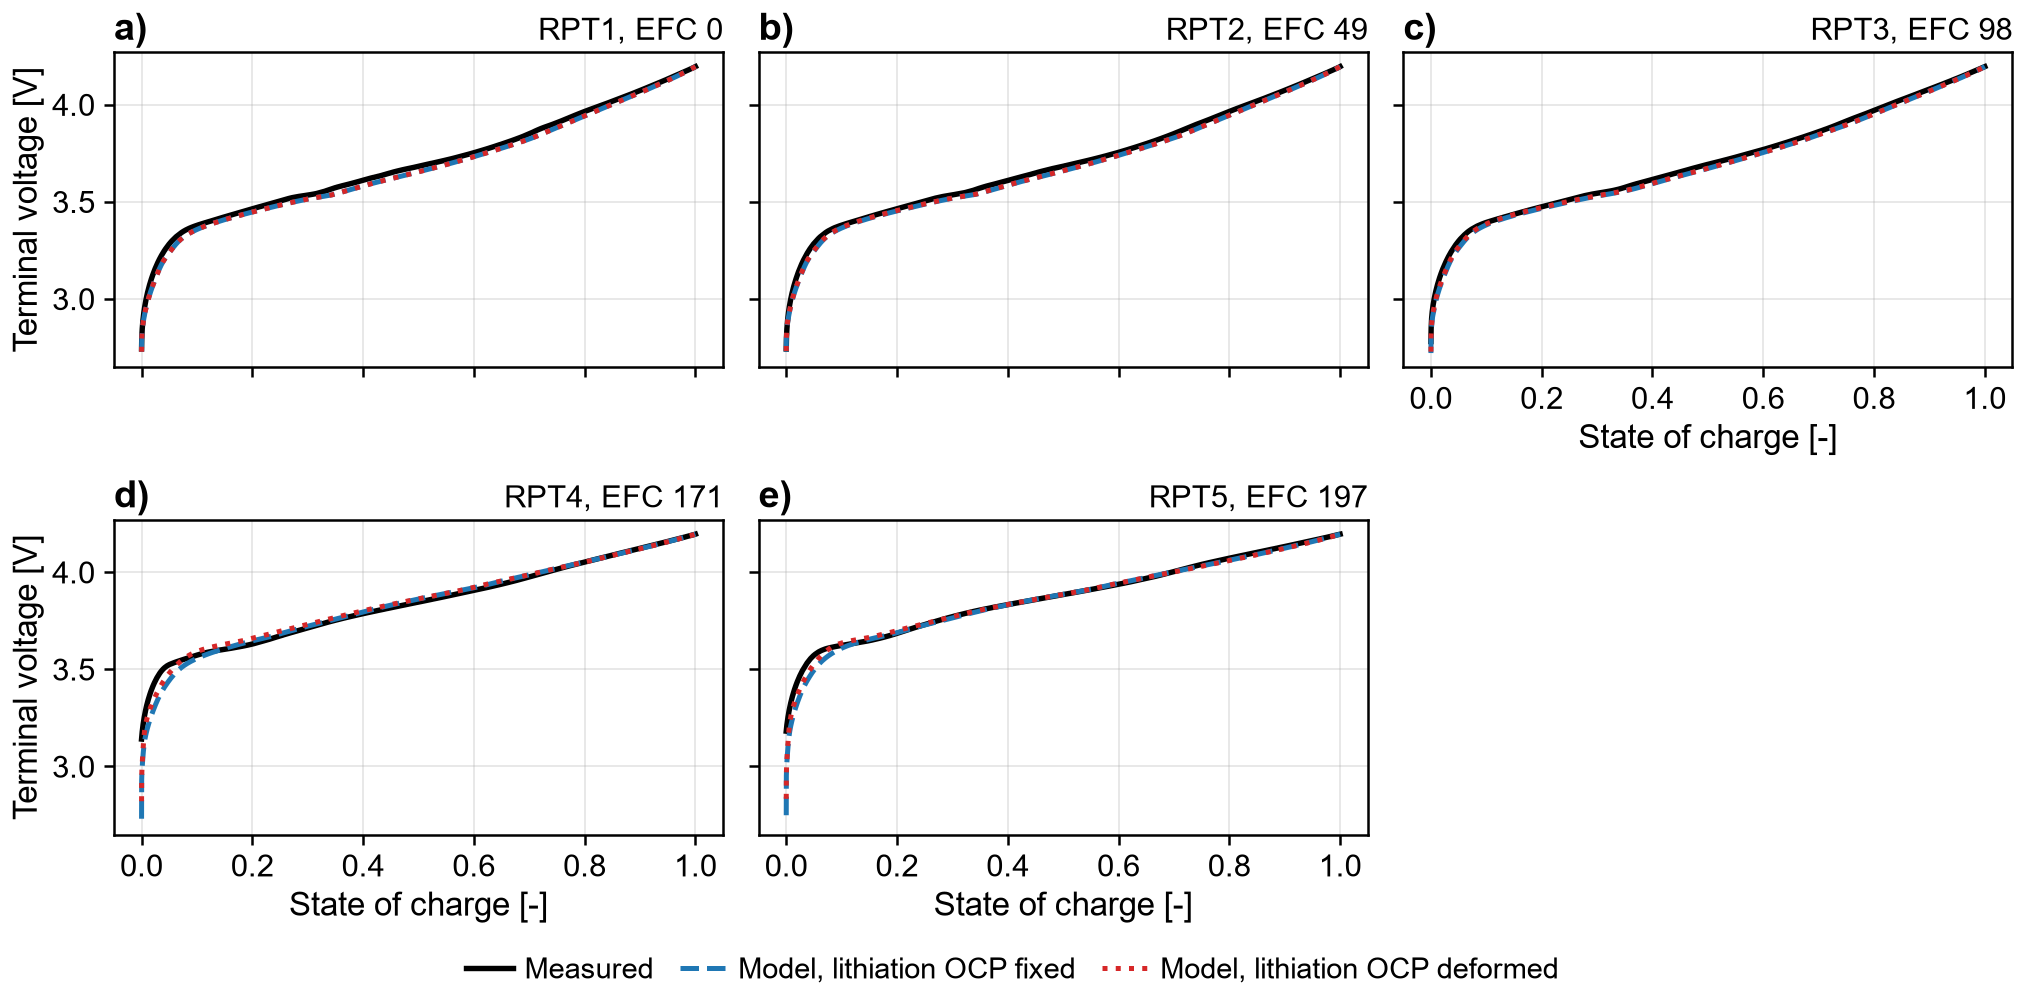 a) RPT1, EFC 0
b) RPT2, EFC 49
c) RPT3, EFC 98
Terminal voltage [V]
4.0
3.5
3.0
0.0 0.2 0.4 0.6 0.8 1.0
State of charge [-]
d) RPT4, EFC 171
e) RPT5, EFC 197
Terminal voltage [V]
4.0
3.5
3.0
0.0 0.2 0.4 0.6 0.8 1.0
State of charge [-]
0.0 0.2 0.4 0.6 0.8 1.0
State of charge [-]
Measured
Model, lithiation OCP fixed
Model, lithiation OCP deformed